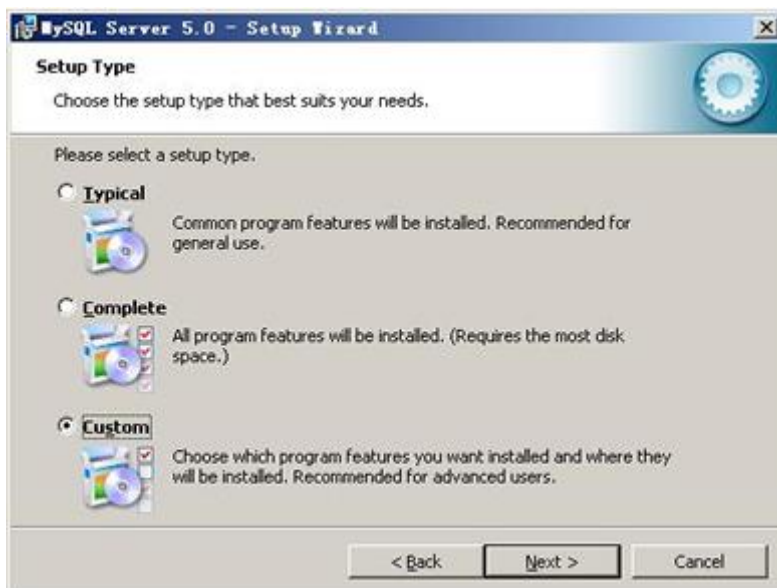 MySQL Server 5.0 - Setup Wizard
Setup Type
Choose the setup type that best suits your needs.
Please select a setup type.
Typical
Common program features will be installed. Recommended for
general use.
Complete
All program features will be installed. (Requires the most disk
space.)
Custom
Choose which program features you want installed and where they
will be installed. Recommended for advanced users.
< Back
Next >
Cancel